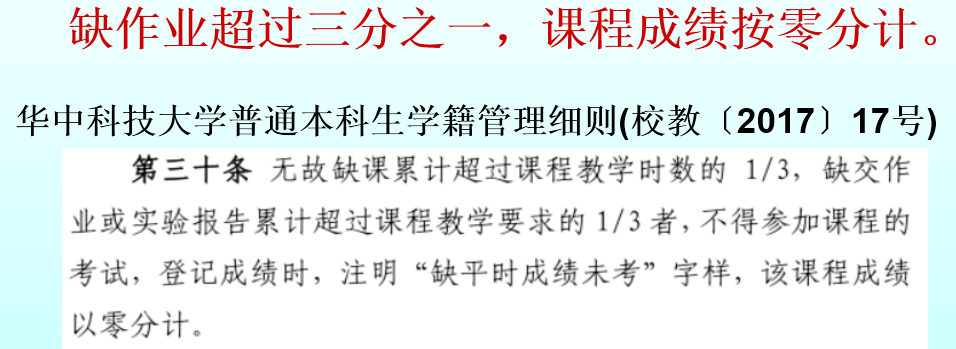 缺作业超过三分之一，课程成绩按零分计。
华中科技大学普通本科生学籍管理细则(校教〔2017〕17号)
第三十条 无故缺课累计超过课程教学时数的 1/3，缺交作
业或实验报告累计超过课程教学要求的 1/3 者，不得参加课程的
考试，登记成绩时，注明“缺平时成绩未考”字样，该课程成绩
以零分计。